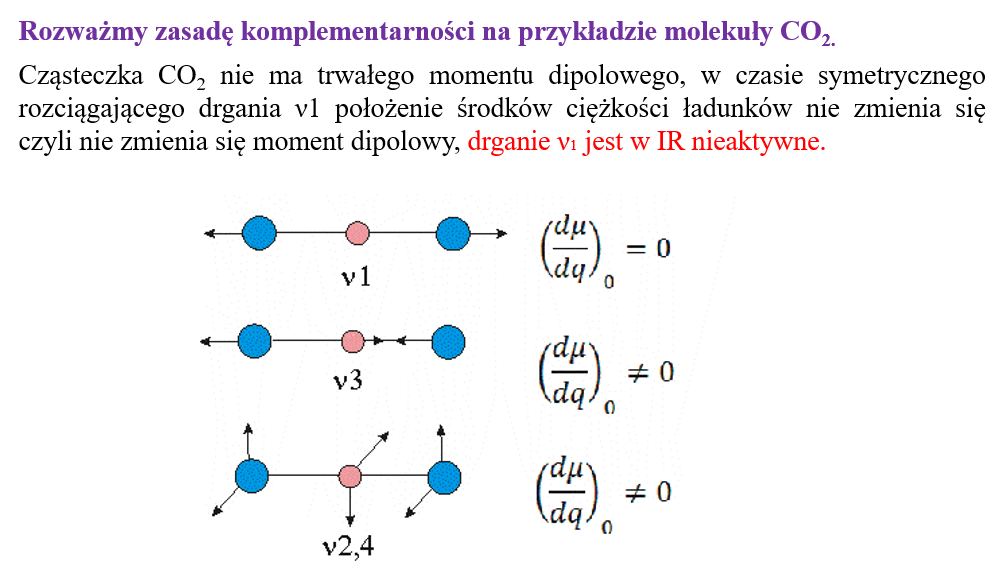 Rozważmy zasadę komplementarności na przykładzie molekuły CO₂.
Cząsteczka CO₂ nie ma trwałego momentu dipolowego, w czasie symetrycznego
rozciągającego drgania ν1 położenie środków ciężkości ładunków nie zmienia się
czyli nie zmienia się moment dipolowy, drganie ν₁ jest w IR nieaktywne.
(dμ/dq)₀ = 0
ν1
(dμ/dq)₀ ≠ 0
ν3
(dμ/dq)₀ ≠ 0
ν2,4